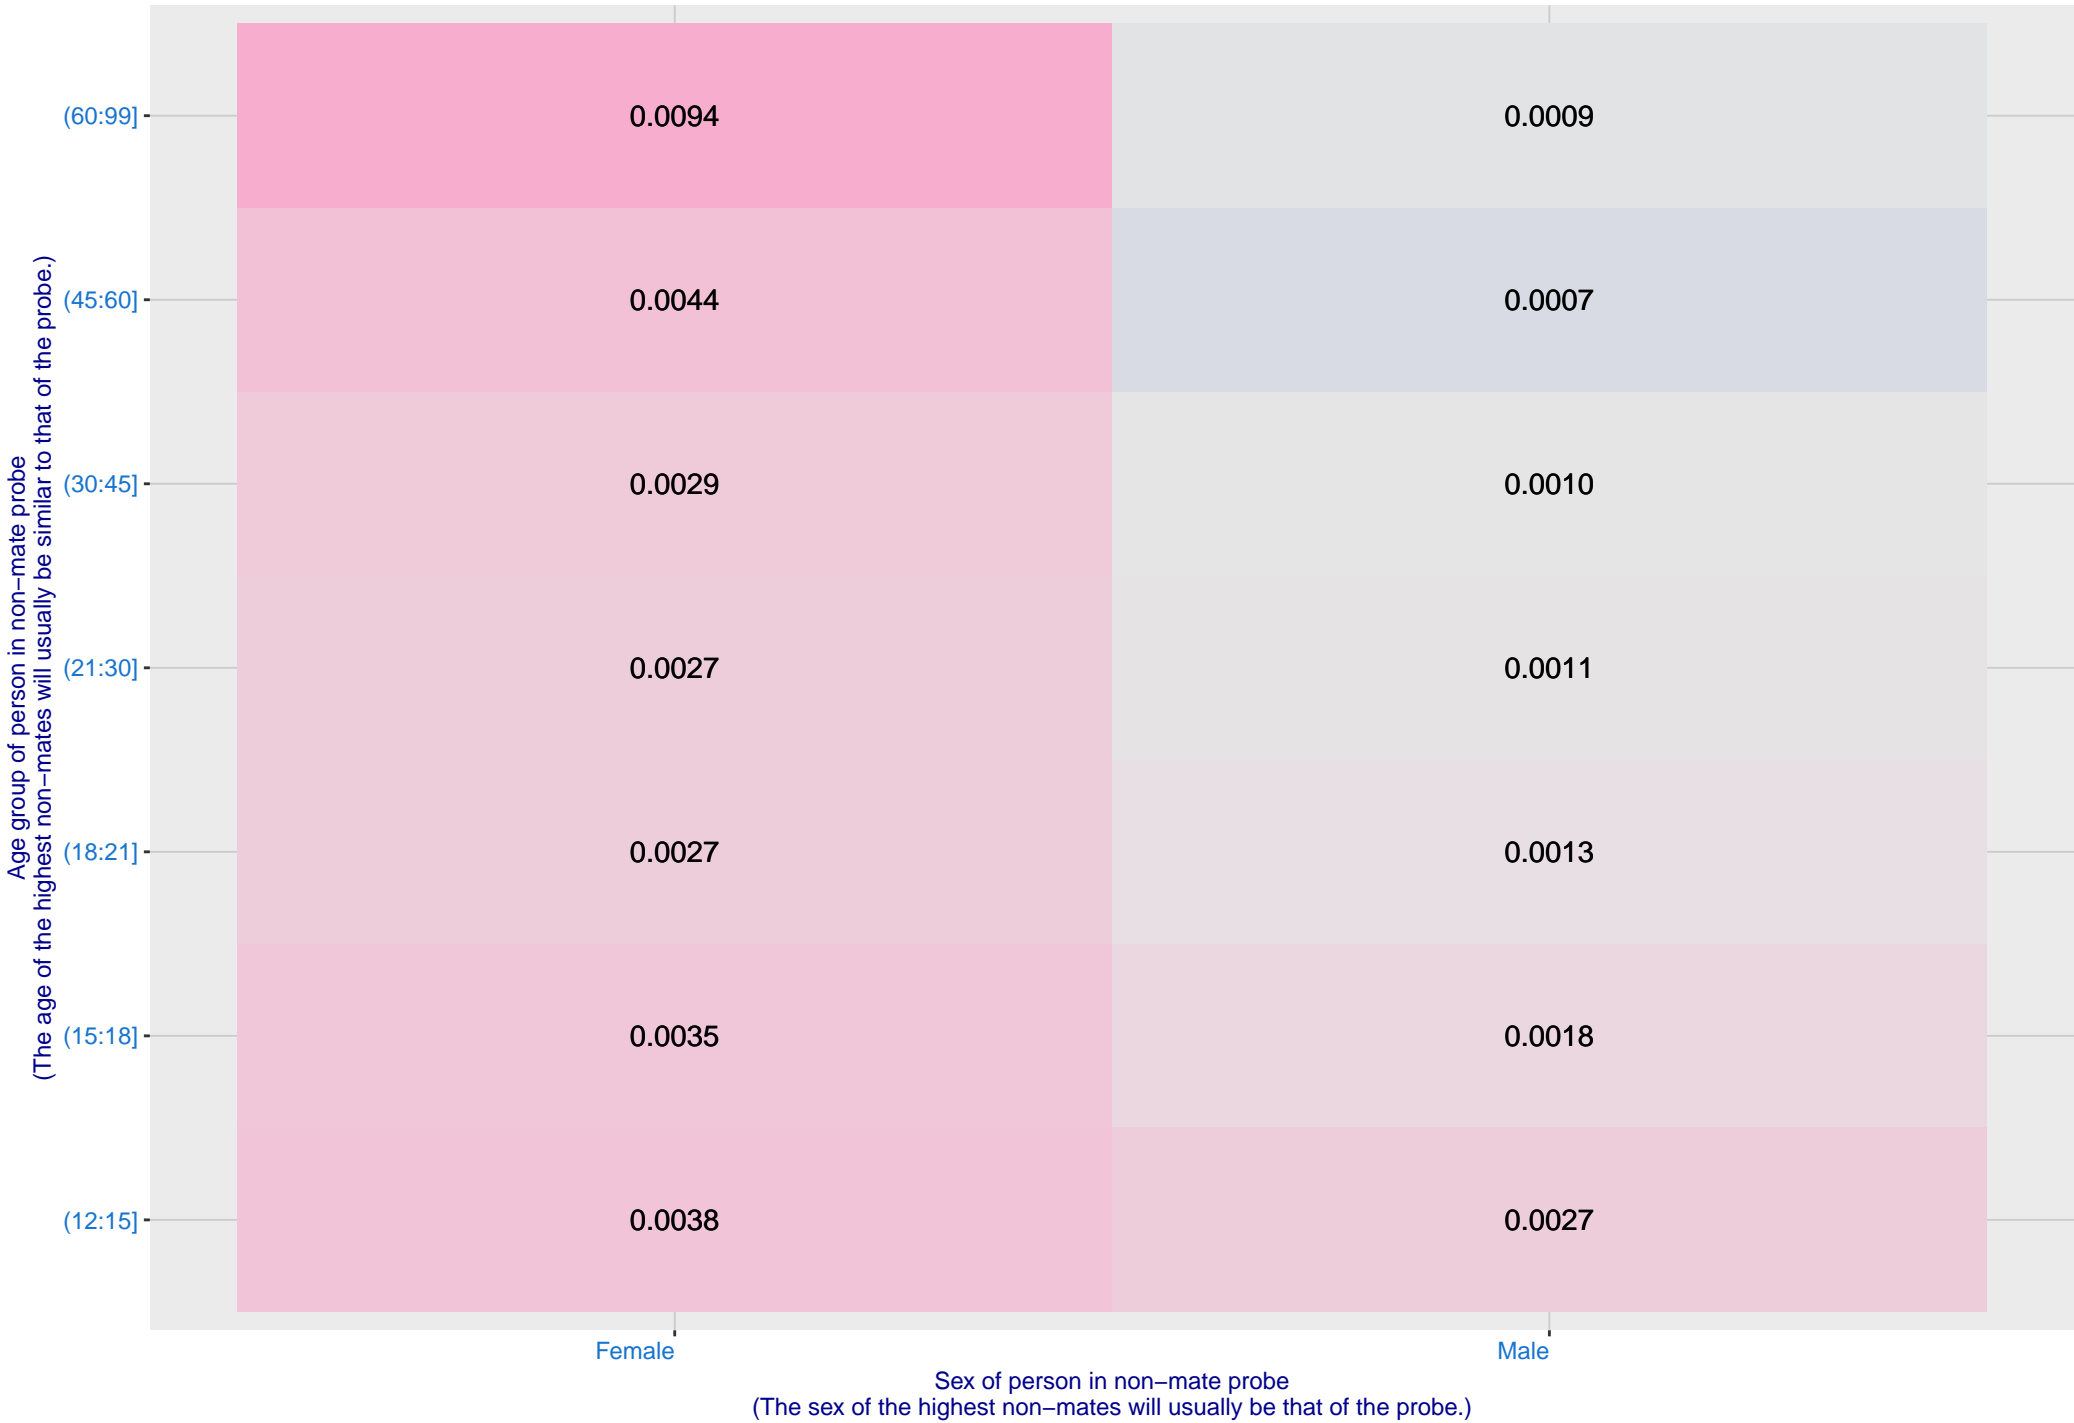 Age group of person in non−mate probe
(The age of the highest non−mates will usually be similar to that of the probe.)
(60:99] 0.0094 0.0009
(45:60] 0.0044 0.0007
(30:45] 0.0029 0.0010
(21:30] 0.0027 0.0011
(18:21] 0.0027 0.0013
(15:18] 0.0035 0.0018
(12:15] 0.0038 0.0027
Female Male
Sex of person in non−mate probe
(The sex of the highest non−mates will usually be that of the probe.)